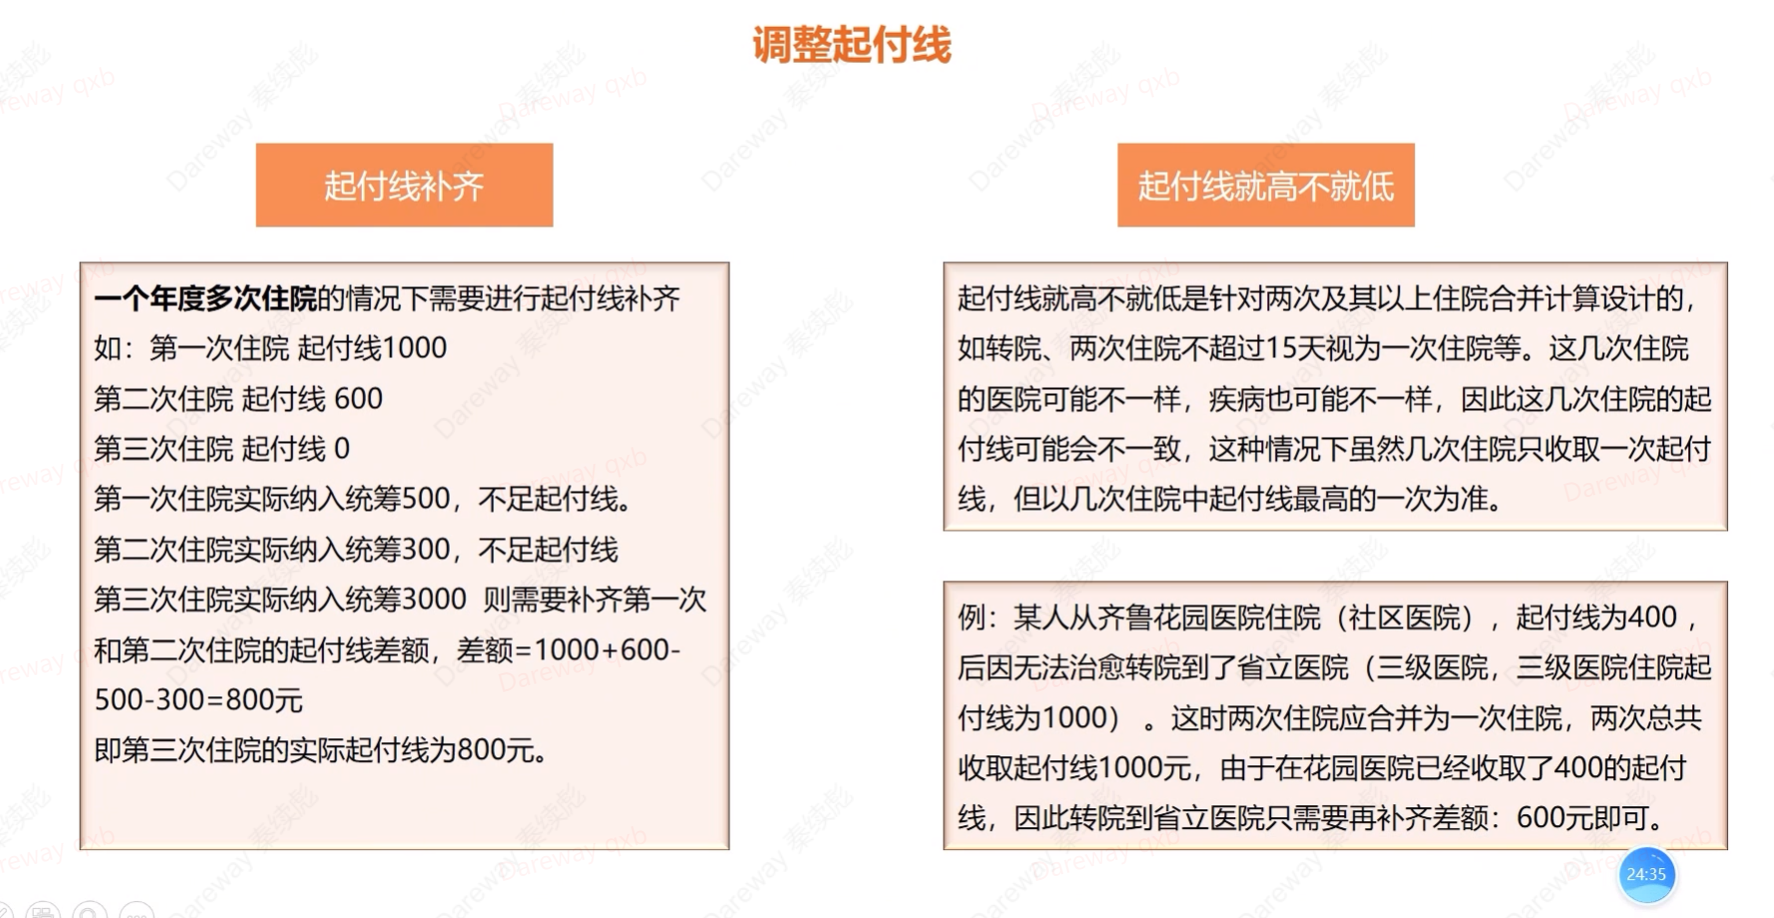 调整起付线
起付线补齐
一个年度多次住院的情况下需要进行起付线补齐
如：第一次住院 起付线1000
第二次住院 起付线 600
第三次住院 起付线 0
第一次住院实际纳入统筹500，不足起付线。
第二次住院实际纳入统筹300，不足起付线
第三次住院实际纳入统筹3000 则需要补齐第一次
和第二次住院的起付线差额，差额=1000+600-
500-300=800元
即第三次住院的实际起付线为800元。
起付线就高不就低
起付线就高不就低是针对两次及其以上住院合并计算设计的，
如转院、两次住院不超过15天视为一次住院等。这几次住院
的医院可能不一样，疾病也可能不一样，因此这几次住院的起
付线可能会不一致，这种情况下虽然几次住院只收取一次起付
线，但以几次住院中起付线最高的一次为准。
例：某人从齐鲁花园医院住院（社区医院），起付线为400，
后因无法治愈转院到了省立医院（三级医院，三级医院住院起
付线为1000）。这时两次住院应合并为一次住院，两次总共
收取起付线1000元，由于在花园医院已经收取了400的起付
线，因此转院到省立医院只需要再补齐差额：600元即可。
24:35
Dareway 秦续彪
Dareway qxb